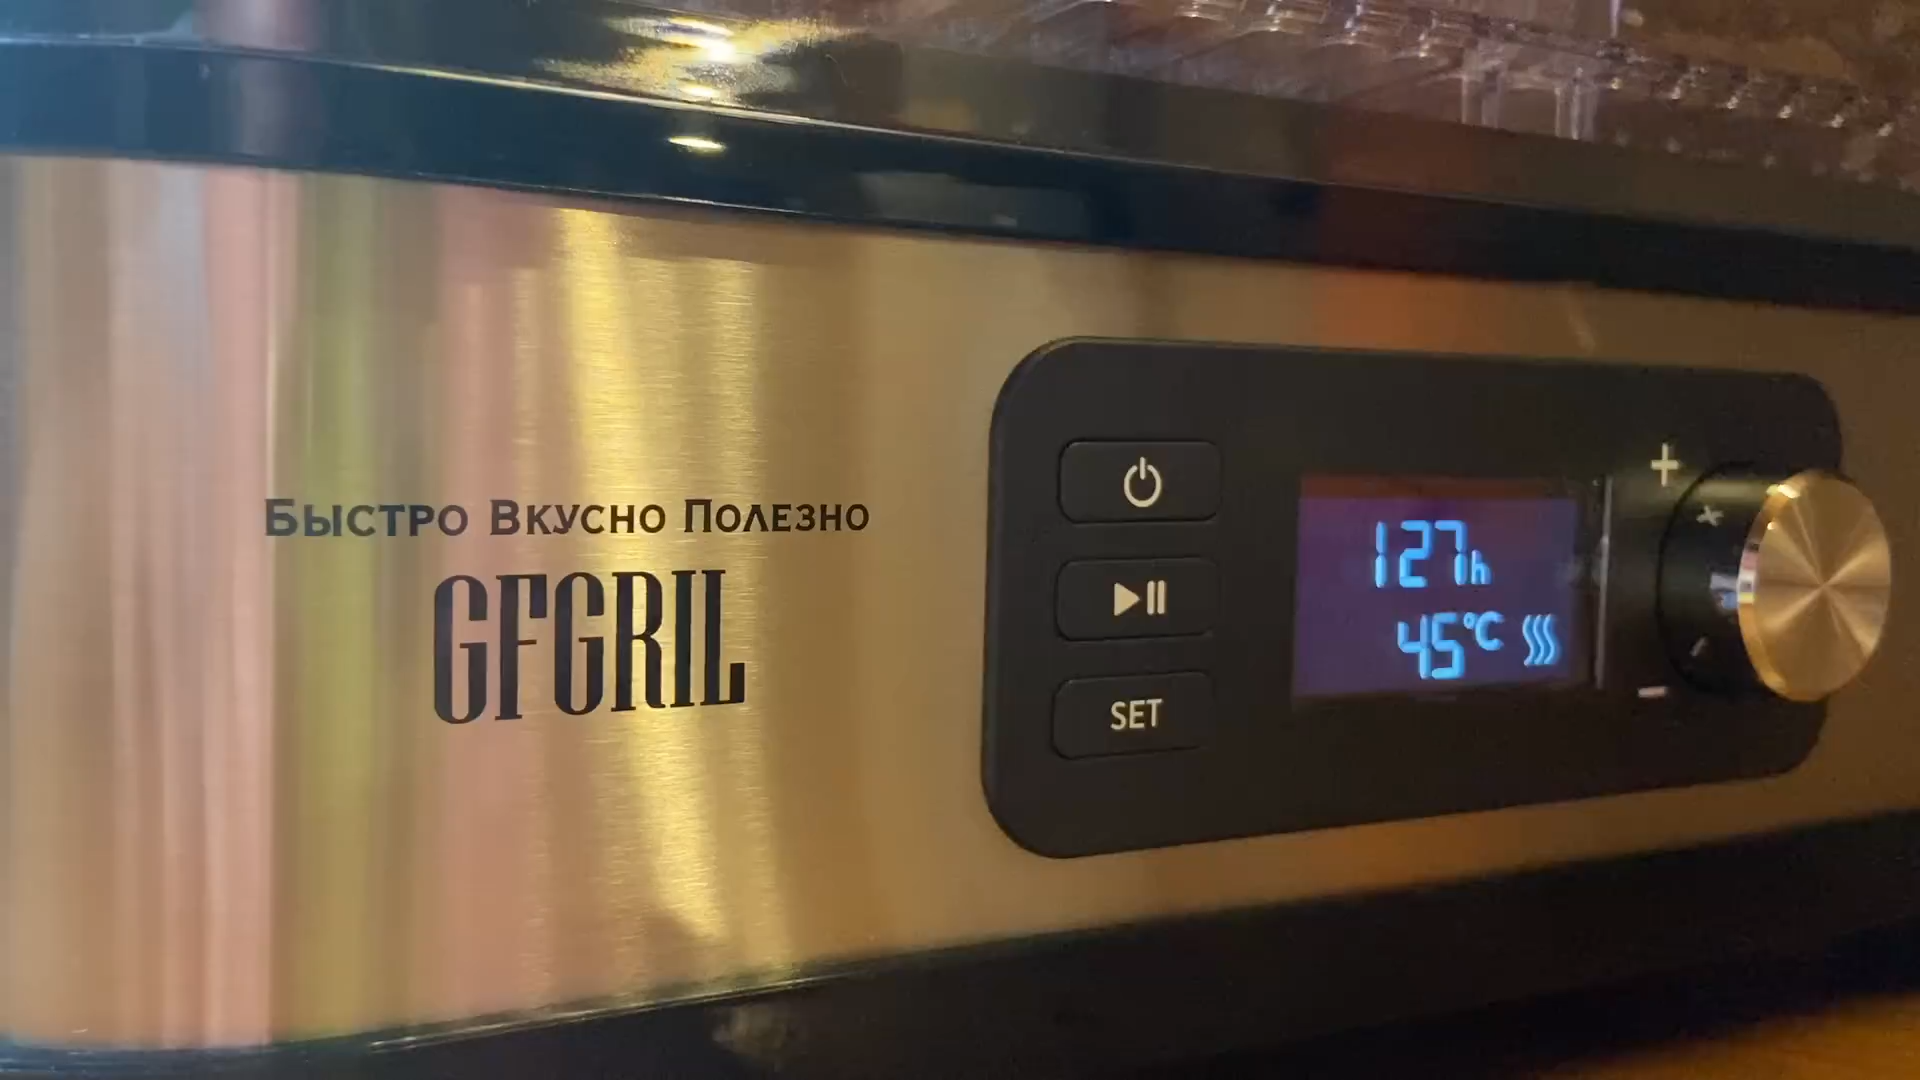 Быстро Вкусно Полезно
GFGRIL
127h
45°C
SET
+
-